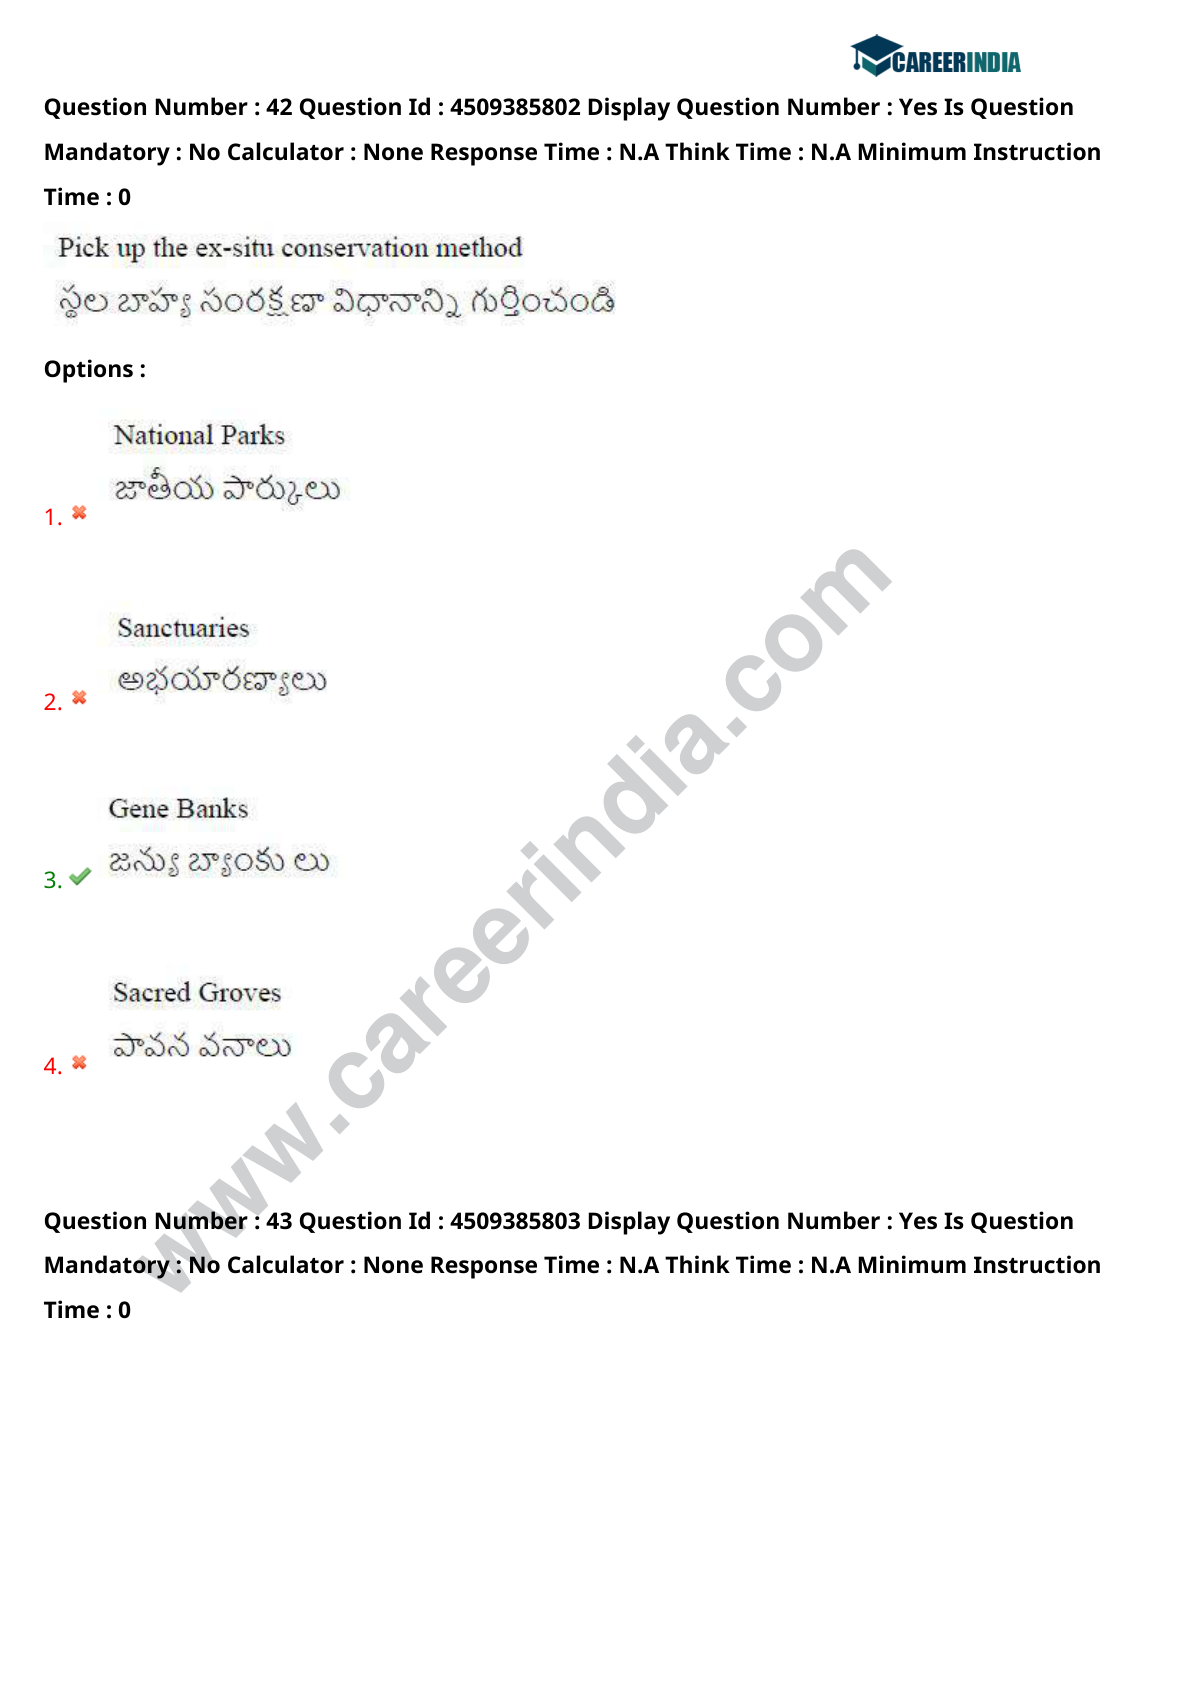 CAREERINDIA
Question Number : 42 Question Id : 4509385802 Display Question Number : Yes Is Question
Mandatory : No Calculator : None Response Time : N.A Think Time : N.A Minimum Instruction
Time : 0
Pick up the ex-situ conservation method
స్థల బాహ్య సంరక్షణా విధానాన్ని గుర్తించండి
Options :
National Parks
జాతీయ పార్కులు
1.
Sanctuaries
అభయారణ్యాలు
2.
Gene Banks
జన్యు బ్యాంకు లు
3.
Sacred Groves
పావన వనాలు
4.
www.careerindia.com
Question Number : 43 Question Id : 4509385803 Display Question Number : Yes Is Question
Mandatory : No Calculator : None Response Time : N.A Think Time : N.A Minimum Instruction
Time : 0